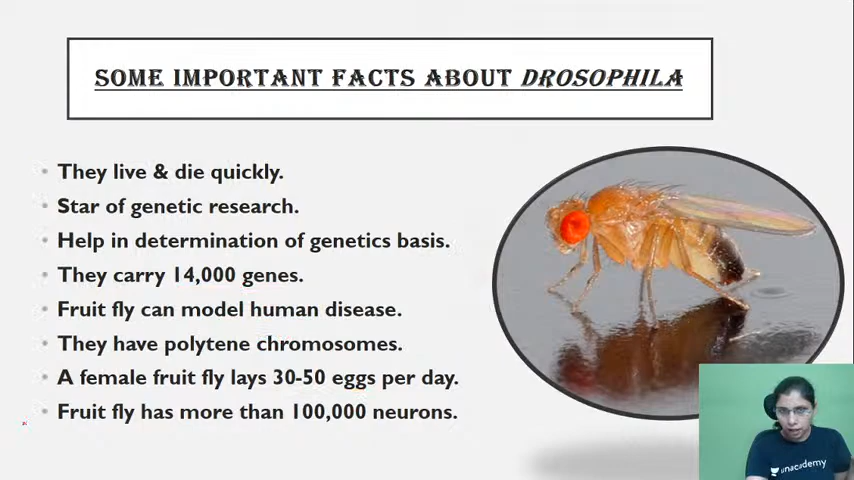 SOME IMPORTANT FACTS ABOUT DROSOPHILA
They live & die quickly.
Star of genetic research.
Help in determination of genetics basis.
They carry 14,000 genes.
Fruit fly can model human disease.
They have polytene chromosomes.
A female fruit fly lays 30-50 eggs per day.
Fruit fly has more than 100,000 neurons.
unacademy